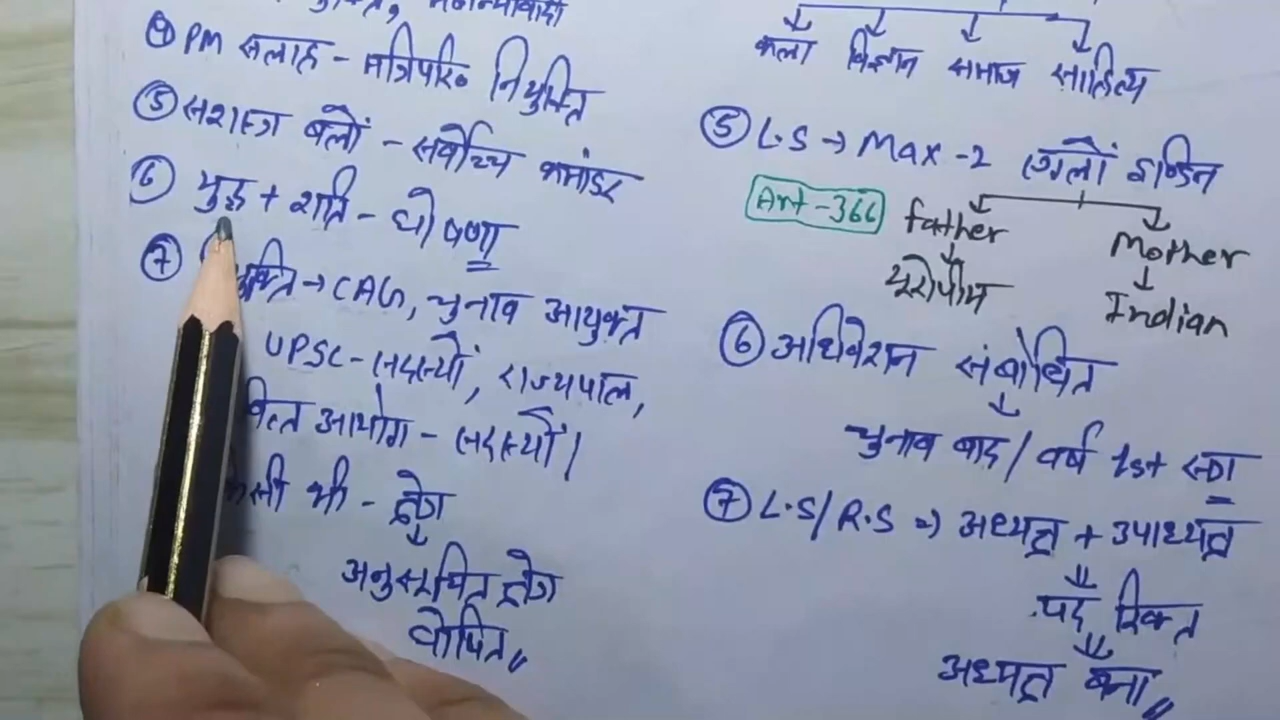 ④ PM सलाह - मंत्रिपरि० नियुक्ति
⑤ सशस्त्र बलों - सर्वोच्च कमांडर
⑥ युद्ध + शांति - घोषणा
⑦ CAG, चुनाव आयुक्त
UPSC - सदस्यों, राज्यपाल,
वित्त आयोग - सदस्यों।
भी - क्षेत्र
अनुसूचित क्षेत्र
घोषित,,
कला विज्ञान समाज साहित्य
⑤ L.S → Max - 2 एंग्लो इण्डियन
Art - 366
father Mother
यूरोपीय Indian
⑥ अधिवेशन संबोधित
चुनाव बाद / वर्ष 1st सत्र
⑦ L.S / R.S ⇒ अध्यक्ष + उपाध्यक्ष
पद रिक्त
अध्यक्ष बना,,